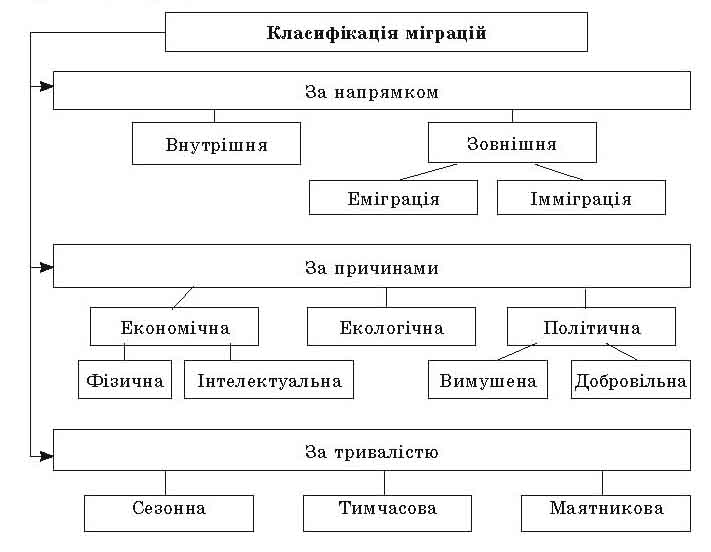 Класифікація міграцій
За напрямком
Внутрішня
Зовнішня
Еміграція
Імміграція
За причинами
Економічна
Екологічна
Політична
Фізична
Інтелектуальна
Вимушена
Добровільна
За тривалістю
Сезонна
Тимчасова
Маятникова